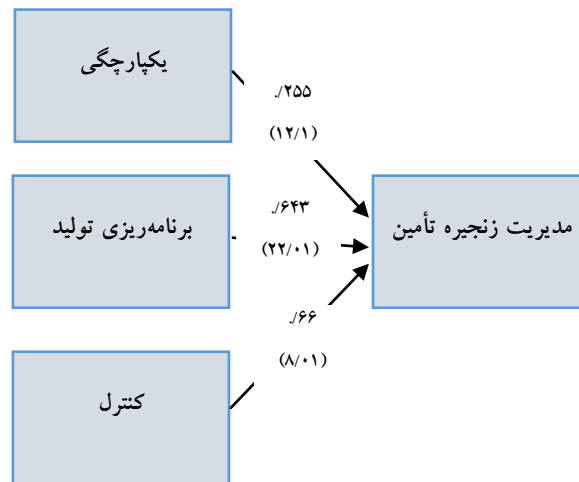 یکپارچگی
./۲۵۵
(۱۲/۱)
برنامه‌ریزی تولید
./۶۴۳
(۲۲/۰۱)
مدیریت زنجیره تأمین
./۶۶
(۸/۰۱)
کنترل